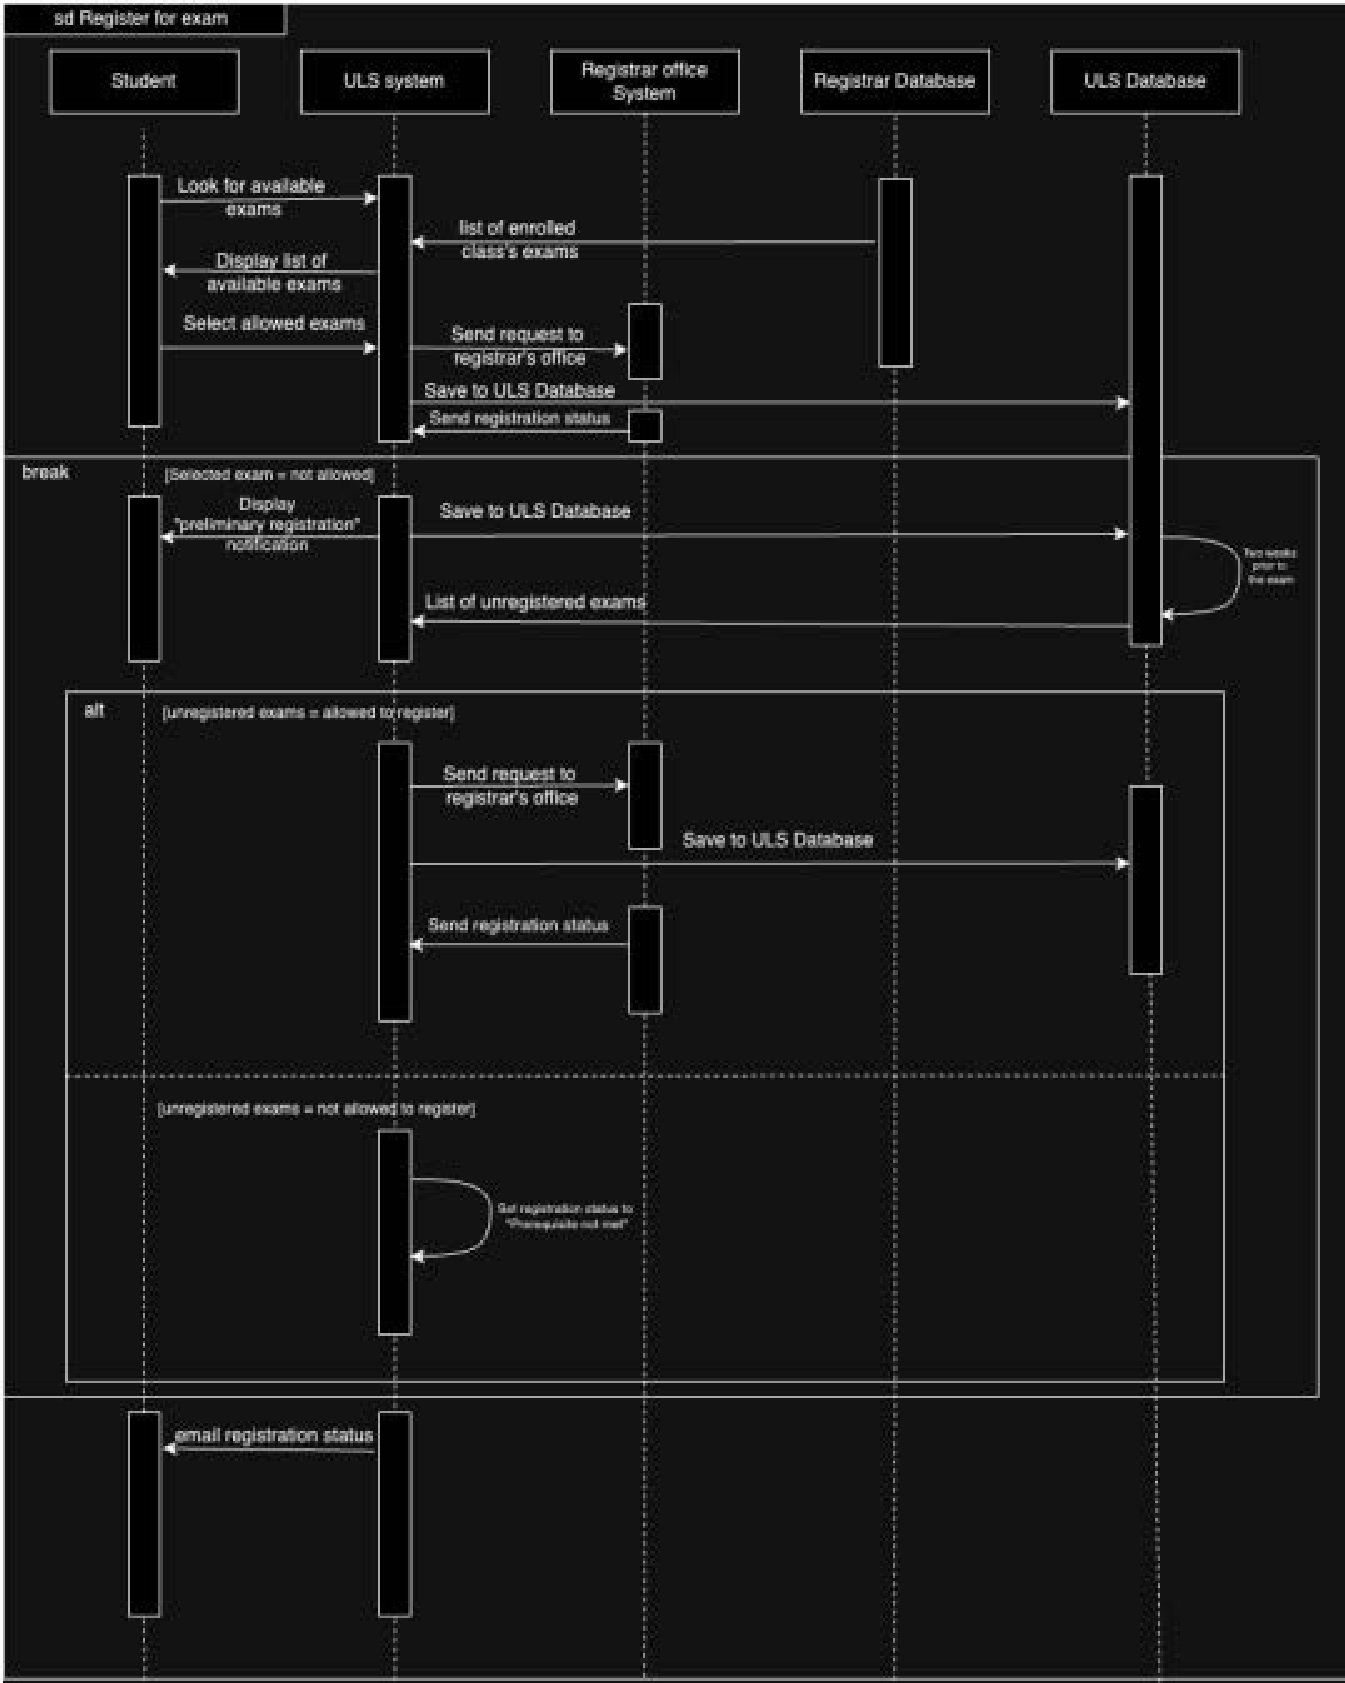 sd Register for exam
Student
ULS system
Registrar office
System
Registrar Database
ULS Database
Look for available
exams
list of enrolled
class's exams
Display list of
available exams
Select allowed exams
Send request to
registrar's office
Save to ULS Database
Send registration status
break
[Selected exam = not allowed]
Display
"preliminary registration"
notification
Save to ULS Database
Two weeks
prior to
the exam
List of unregistered exams
alt
[unregistered exams = allowed to register]
Send request to
registrar's office
Save to ULS Database
Send registration status
[unregistered exams = not allowed to register]
registration status to
"Prerequisite not met"
email registration status